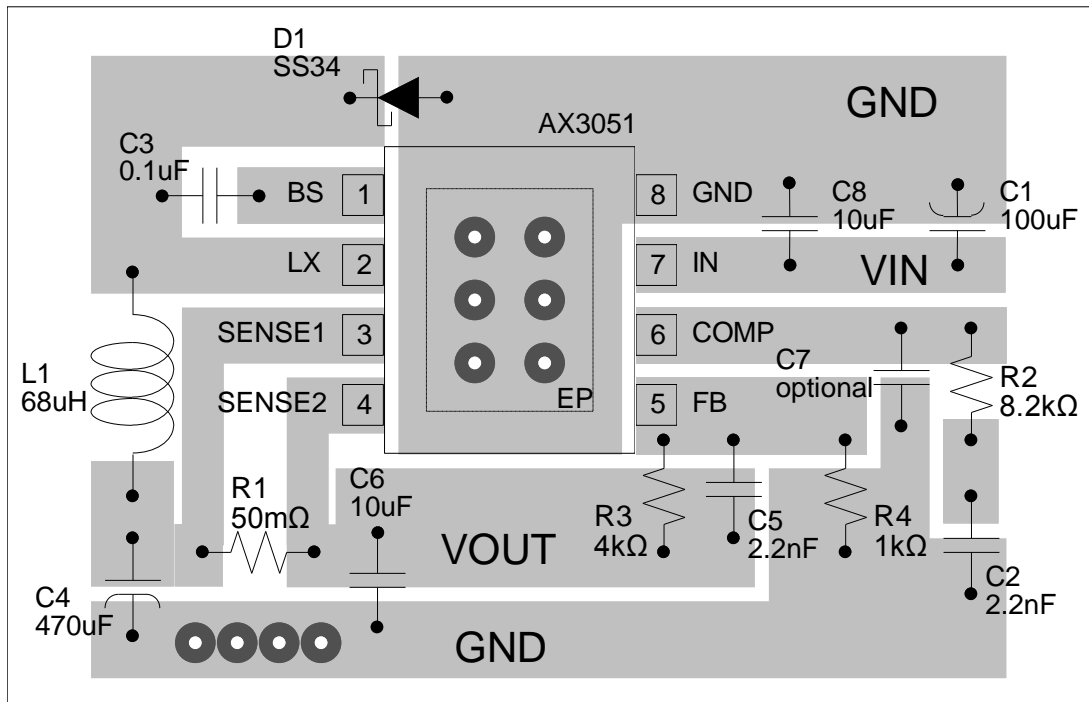 D1
SS34
GND
AX3051
C3
0.1uF
BS
1
8
GND
C8
10uF
C1
100uF
LX
2
7
IN
VIN
SENSE1
3
6
COMP
C7
optional
L1
68uH
R2
8.2kΩ
SENSE2
4
EP
5
FB
R1
50mΩ
C6
10uF
R3
4kΩ
C5
2.2nF
R4
1kΩ
VOUT
C2
2.2nF
C4
470uF
GND